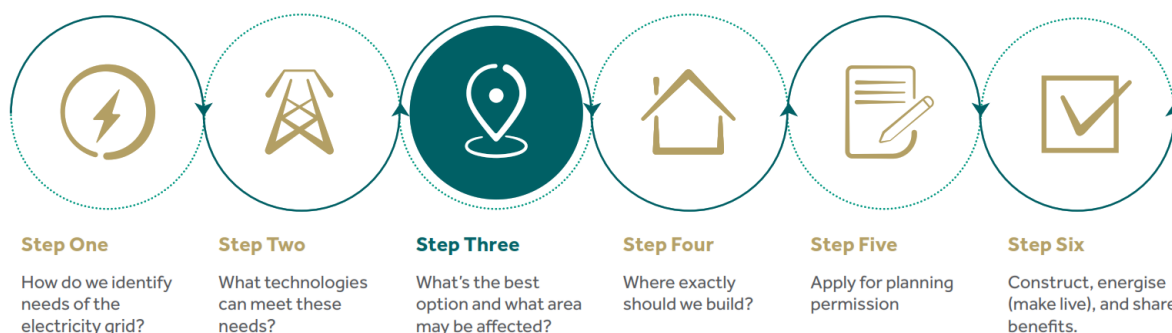 Step One
How do we identify
needs of the
electricity grid?
Step Two
What technologies
can meet these
needs?
Step Three
What's the best
option and what area
may be affected?
Step Four
Where exactly
should we build?
Step Five
Apply for planning
permission
Step Six
Construct, energise
(make live), and share
benefits.